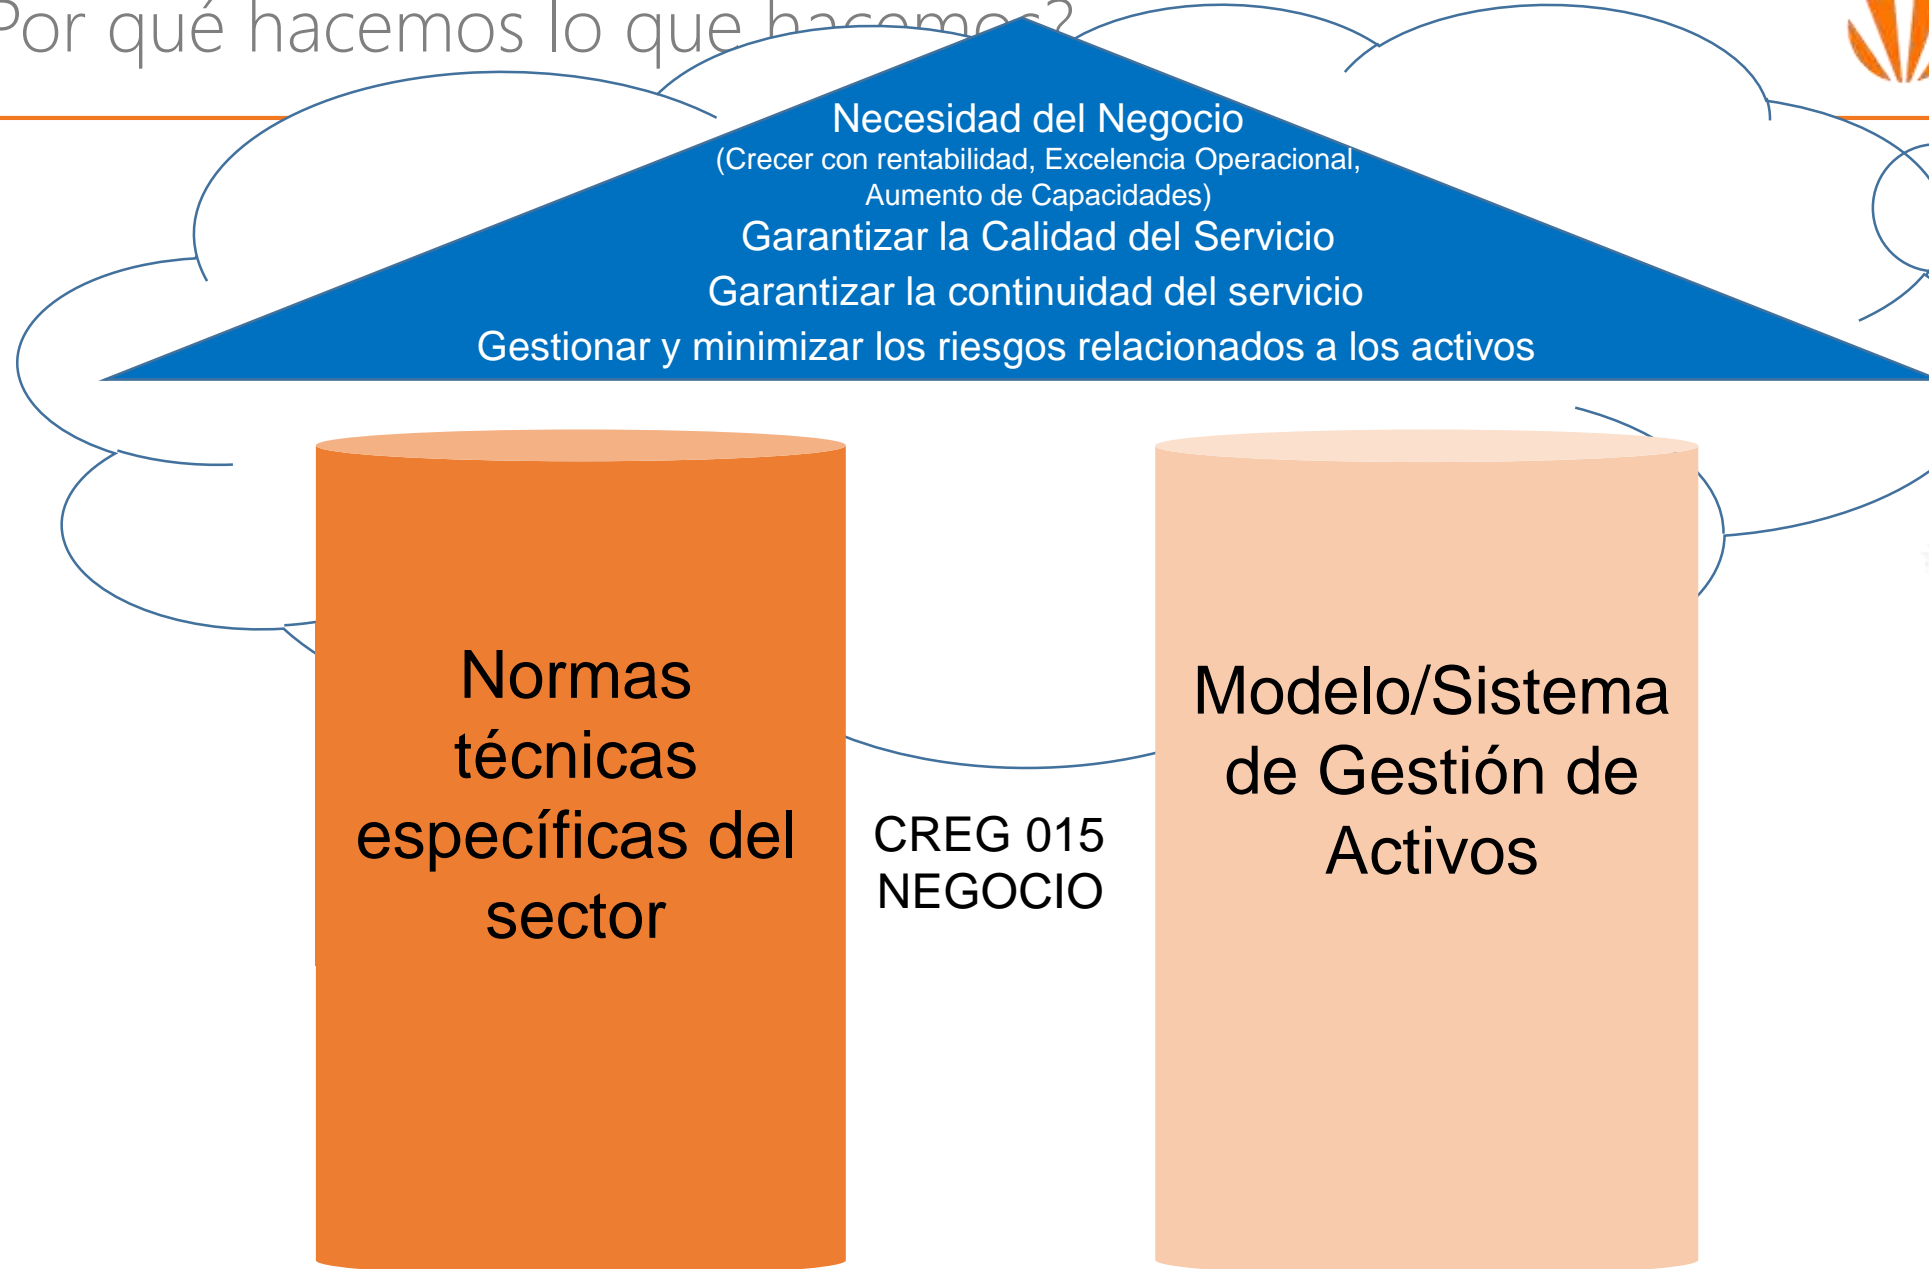 Por qué hacemos lo que hacemos?
Necesidad del Negocio
(Crecer con rentabilidad, Excelencia Operacional,
Aumento de Capacidades)
Garantizar la Calidad del Servicio
Garantizar la continuidad del servicio
Gestionar y minimizar los riesgos relacionados a los activos
Normas
técnicas
específicas del
sector
CREG 015
NEGOCIO
Modelo/Sistema
de Gestión de
Activos